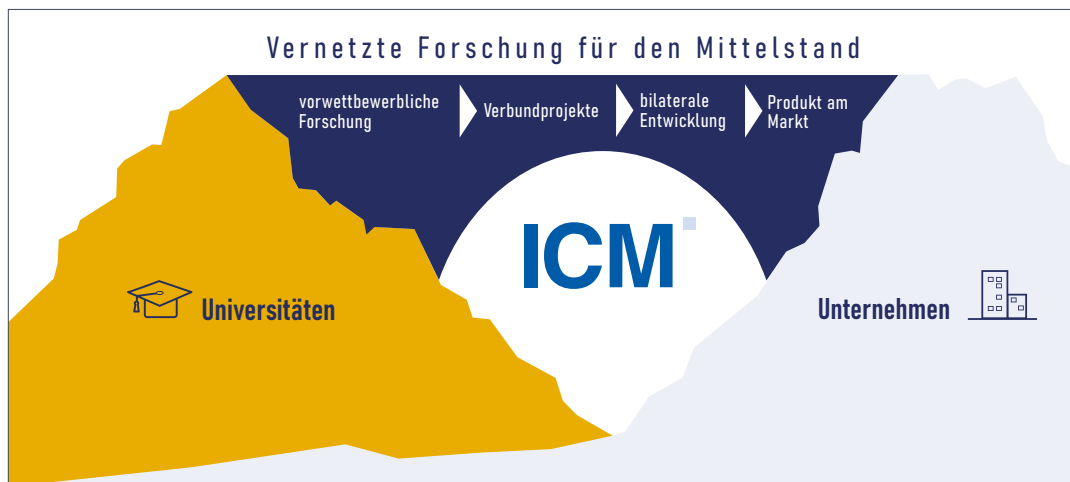 Vernetzte Forschung für den Mittelstand
vorwettbewerbliche
Forschung
Verbundprojekte
bilaterale
Entwicklung
Produkt am
Markt
ICM
Universitäten
Unternehmen